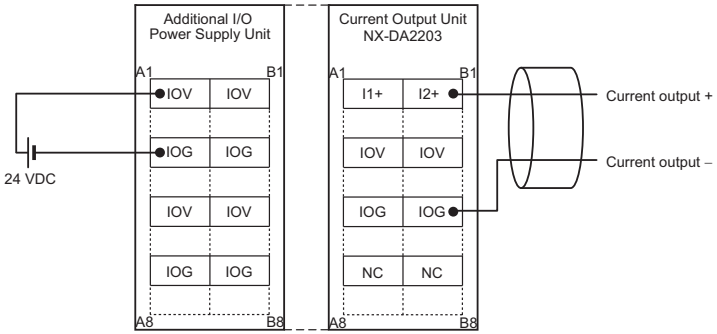 Additional I/O
Power Supply Unit
Current Output Unit
NX-DA2203
A1
B1
A1
B1
IOV
IOV
I1+
I2+
Current output +
IOG
IOG
IOV
IOV
Current output −
24 VDC
IOV
IOV
IOG
IOG
IOG
IOG
NC
NC
A8
B8
A8
B8